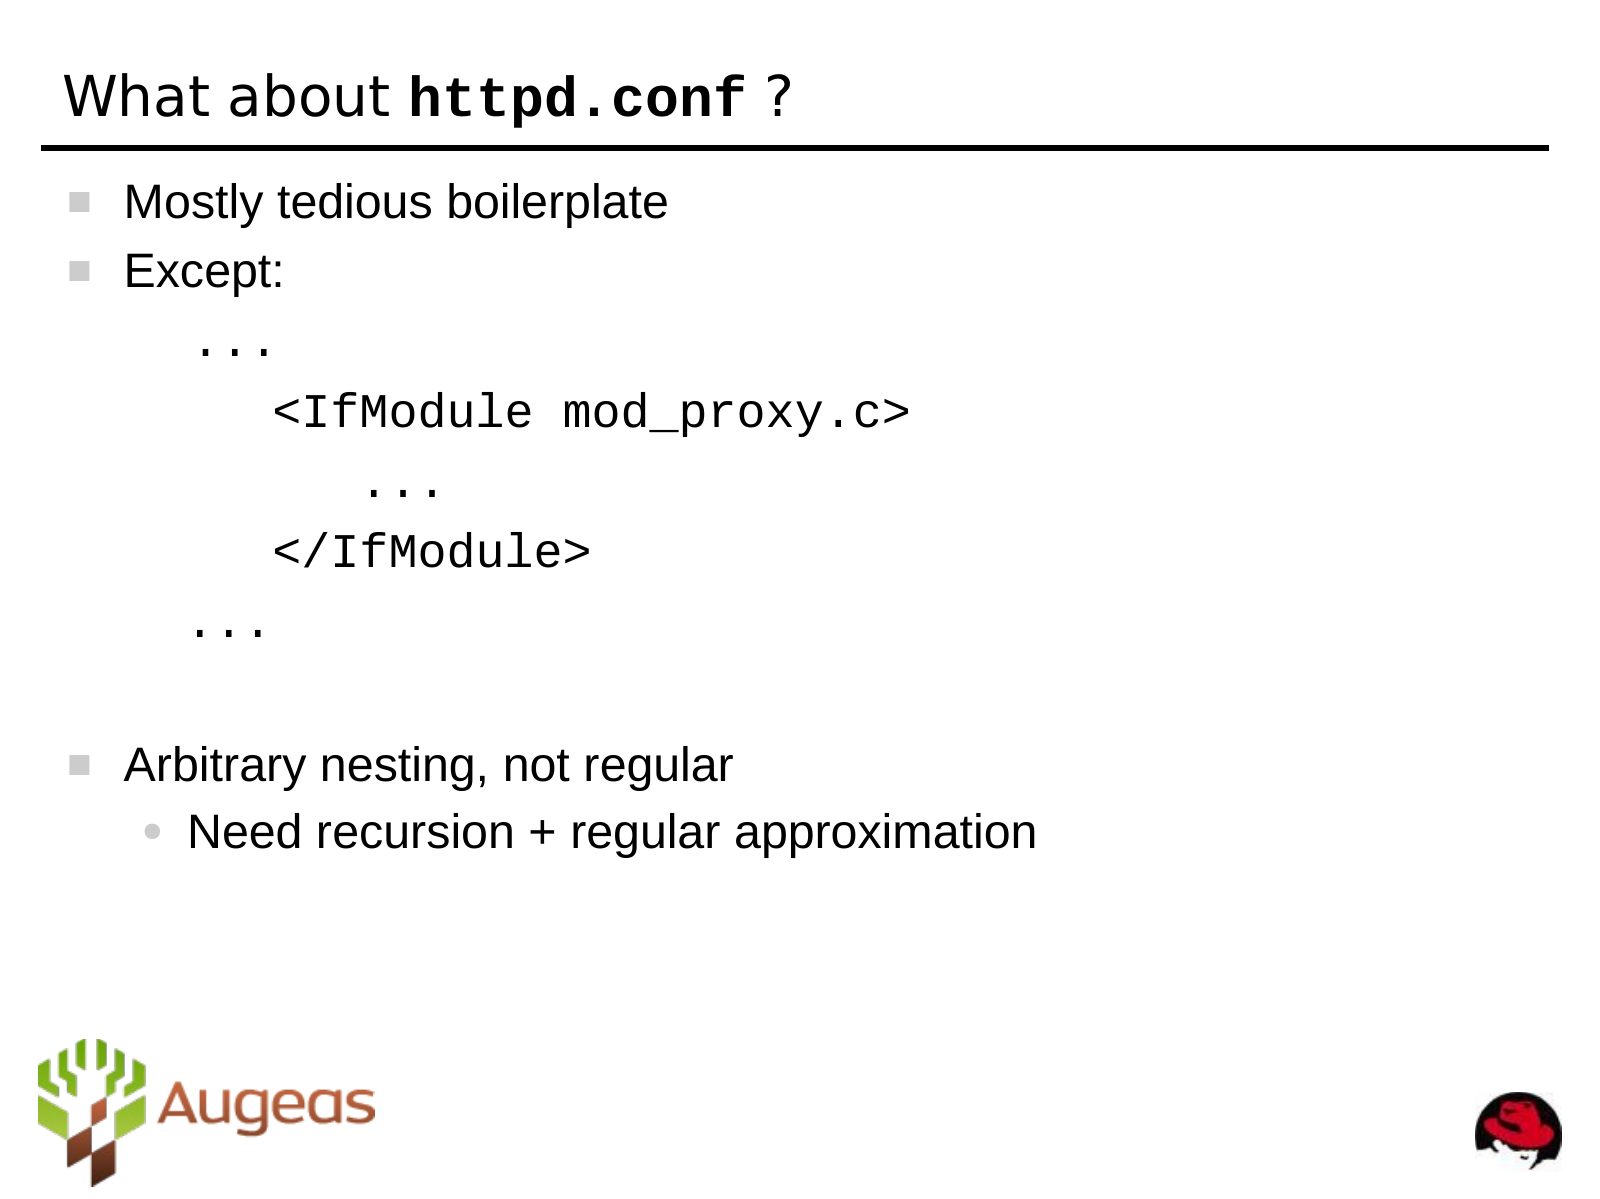 What about httpd.conf ?
Mostly tedious boilerplate
Except:
...
<IfModule mod_proxy.c>
...
</IfModule>
...
Arbitrary nesting, not regular
Need recursion + regular approximation
Augeas